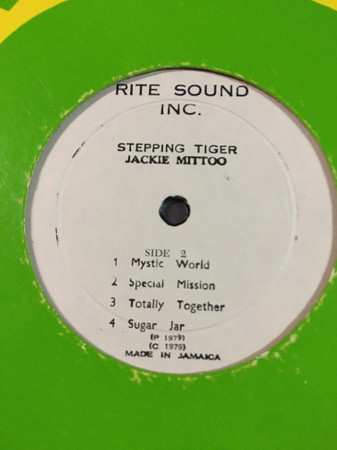 RITE SOUND
INC.
STEPPING TIGER
JACKIE MITTOO
SIDE 2
1 Mystic World
2 Special Mission
3 Totally Together
4 Sugar Jar
(P 1979)
(C 1979)
MADE IN JAMAICA